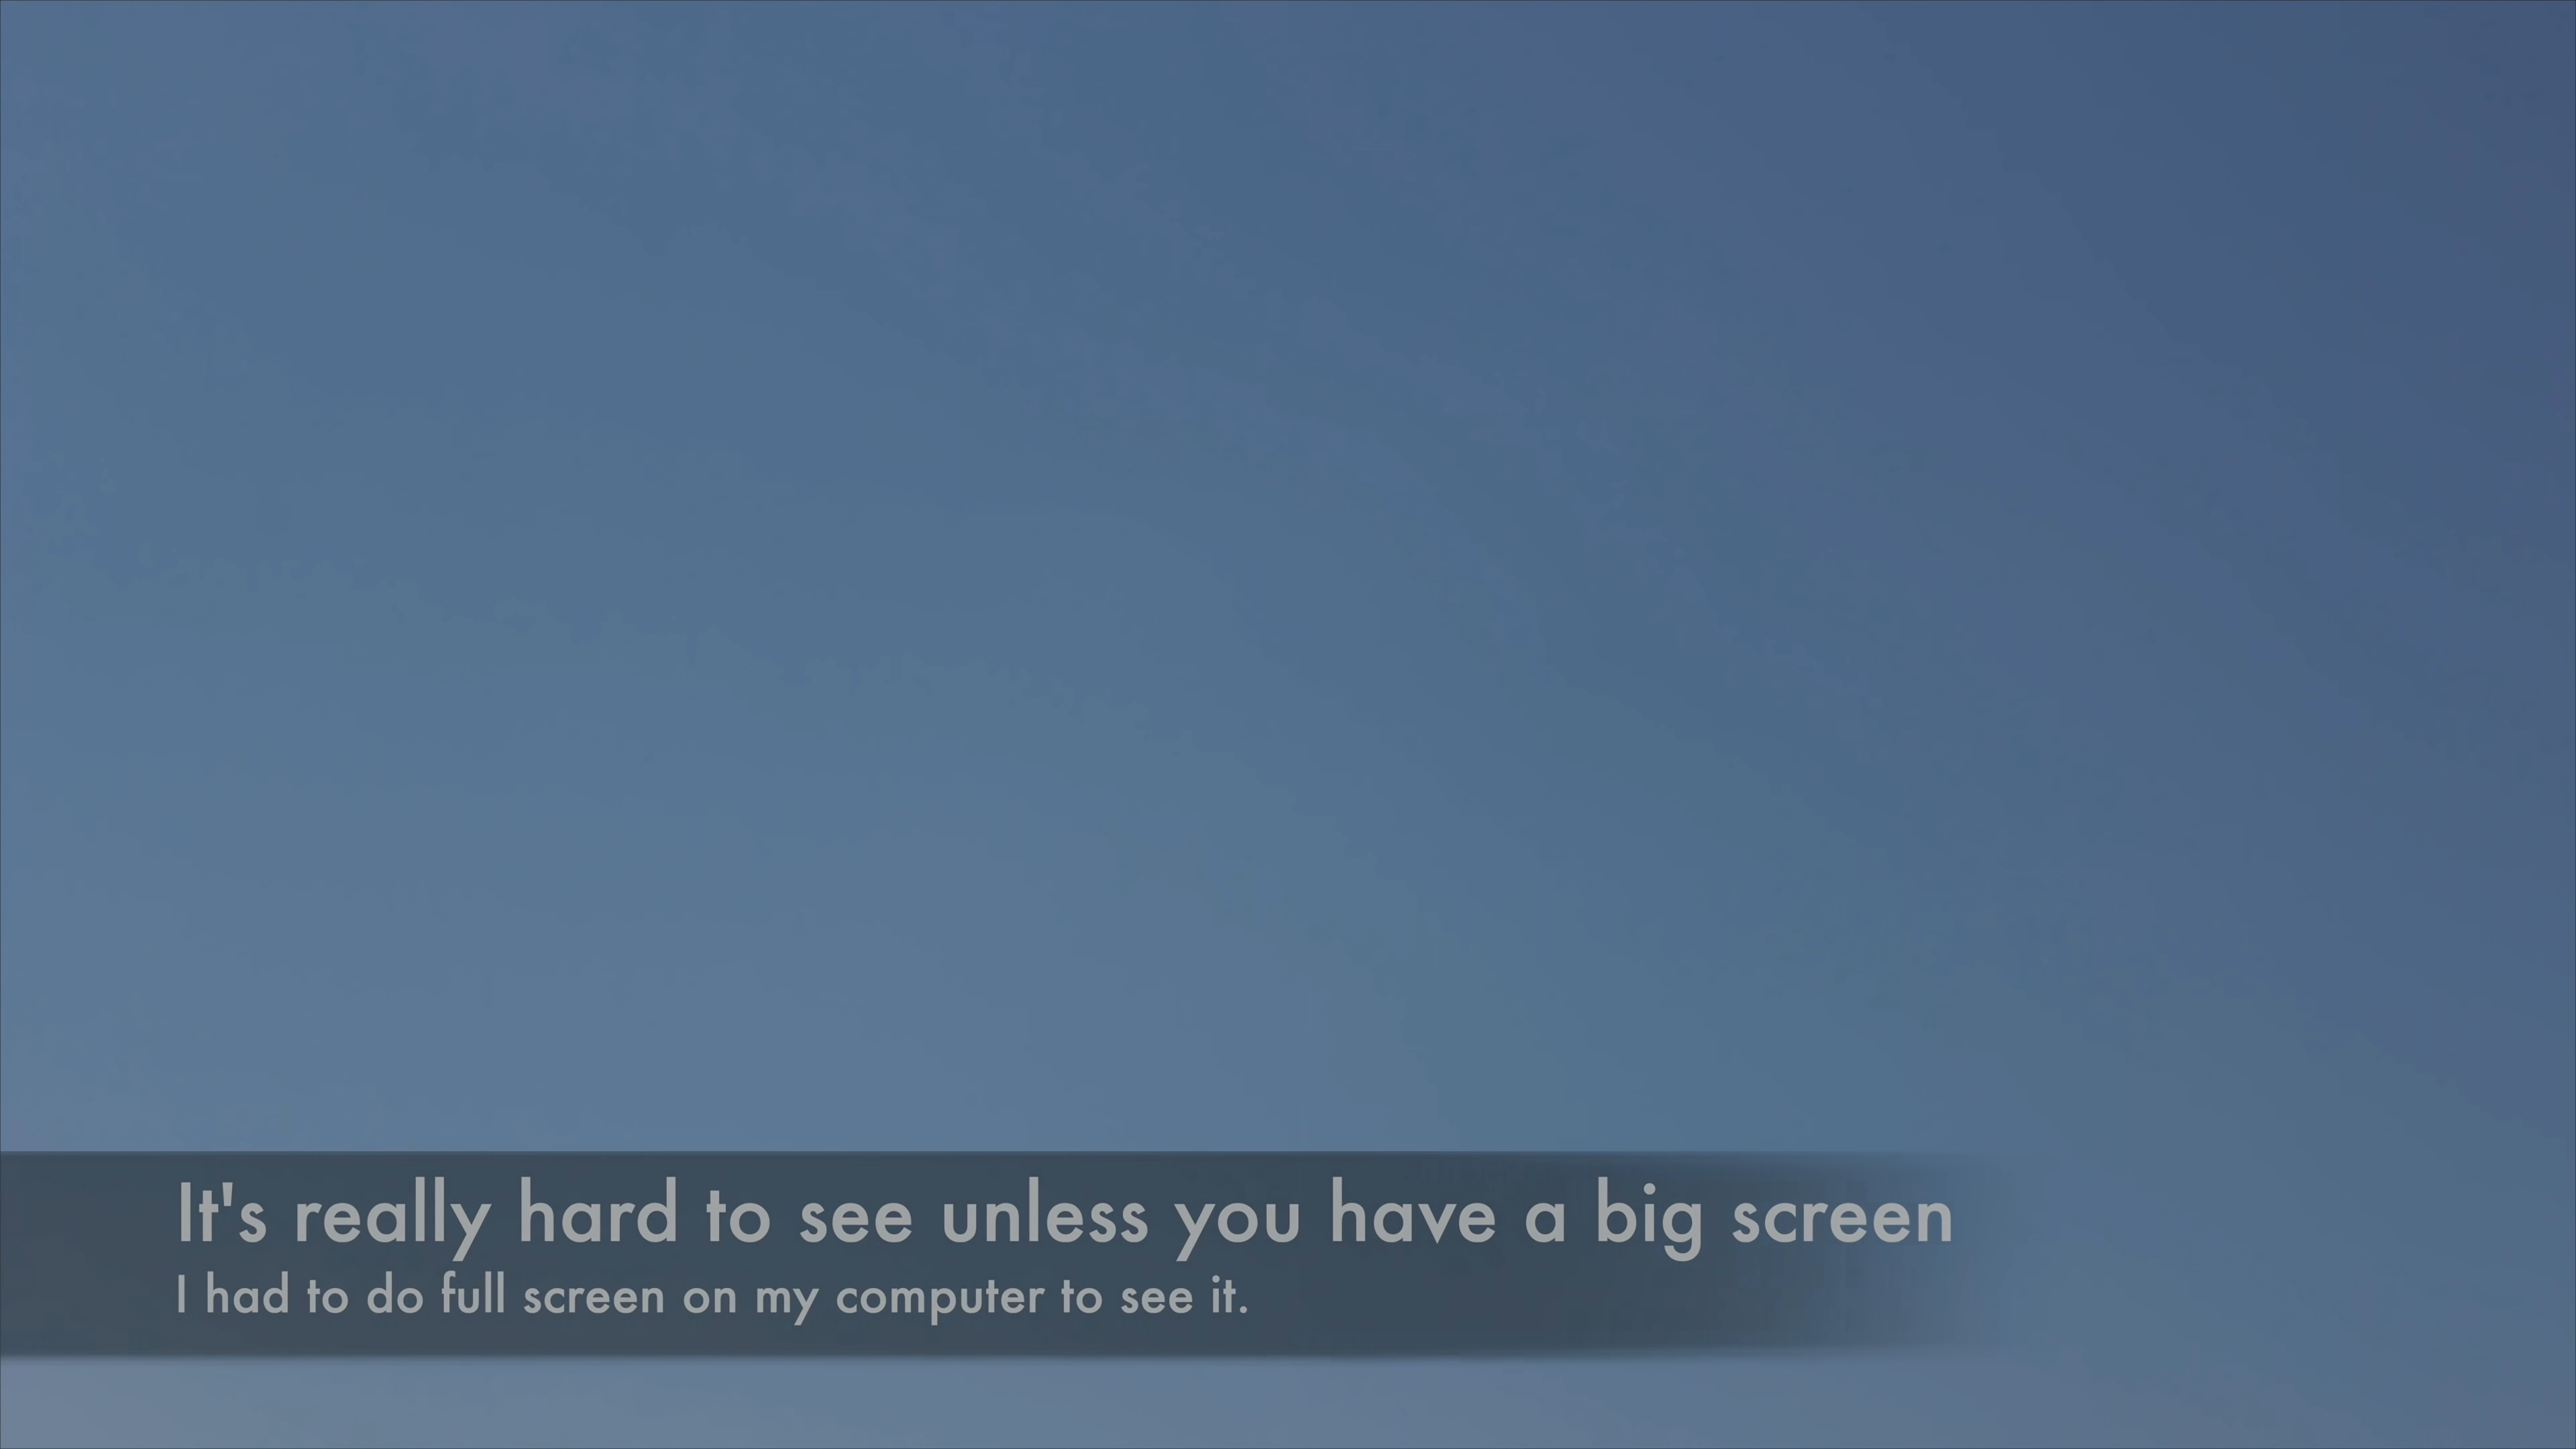 It's really hard to see unless you have a big screen
I had to do full screen on my computer to see it.